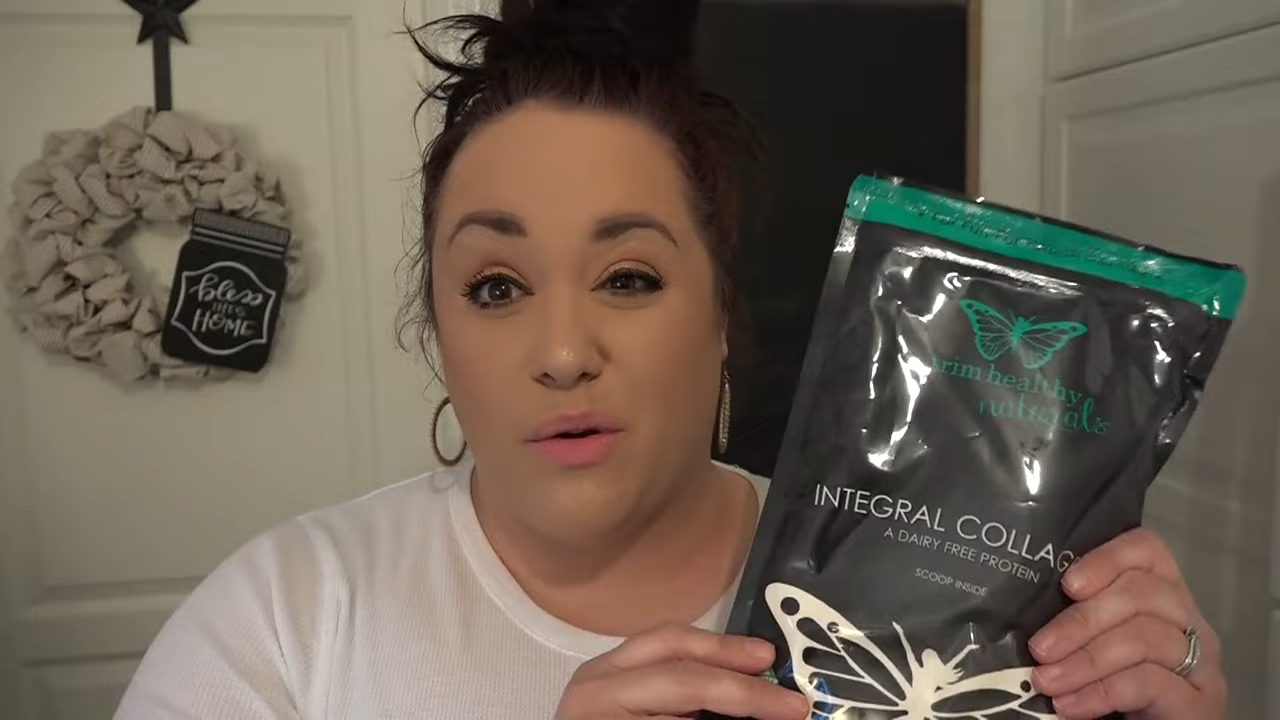 bless
this
HOME
trim healthy
naturals
INTEGRAL COLLAG
A DAIRY FREE PROTEIN
SCOOP INSIDE